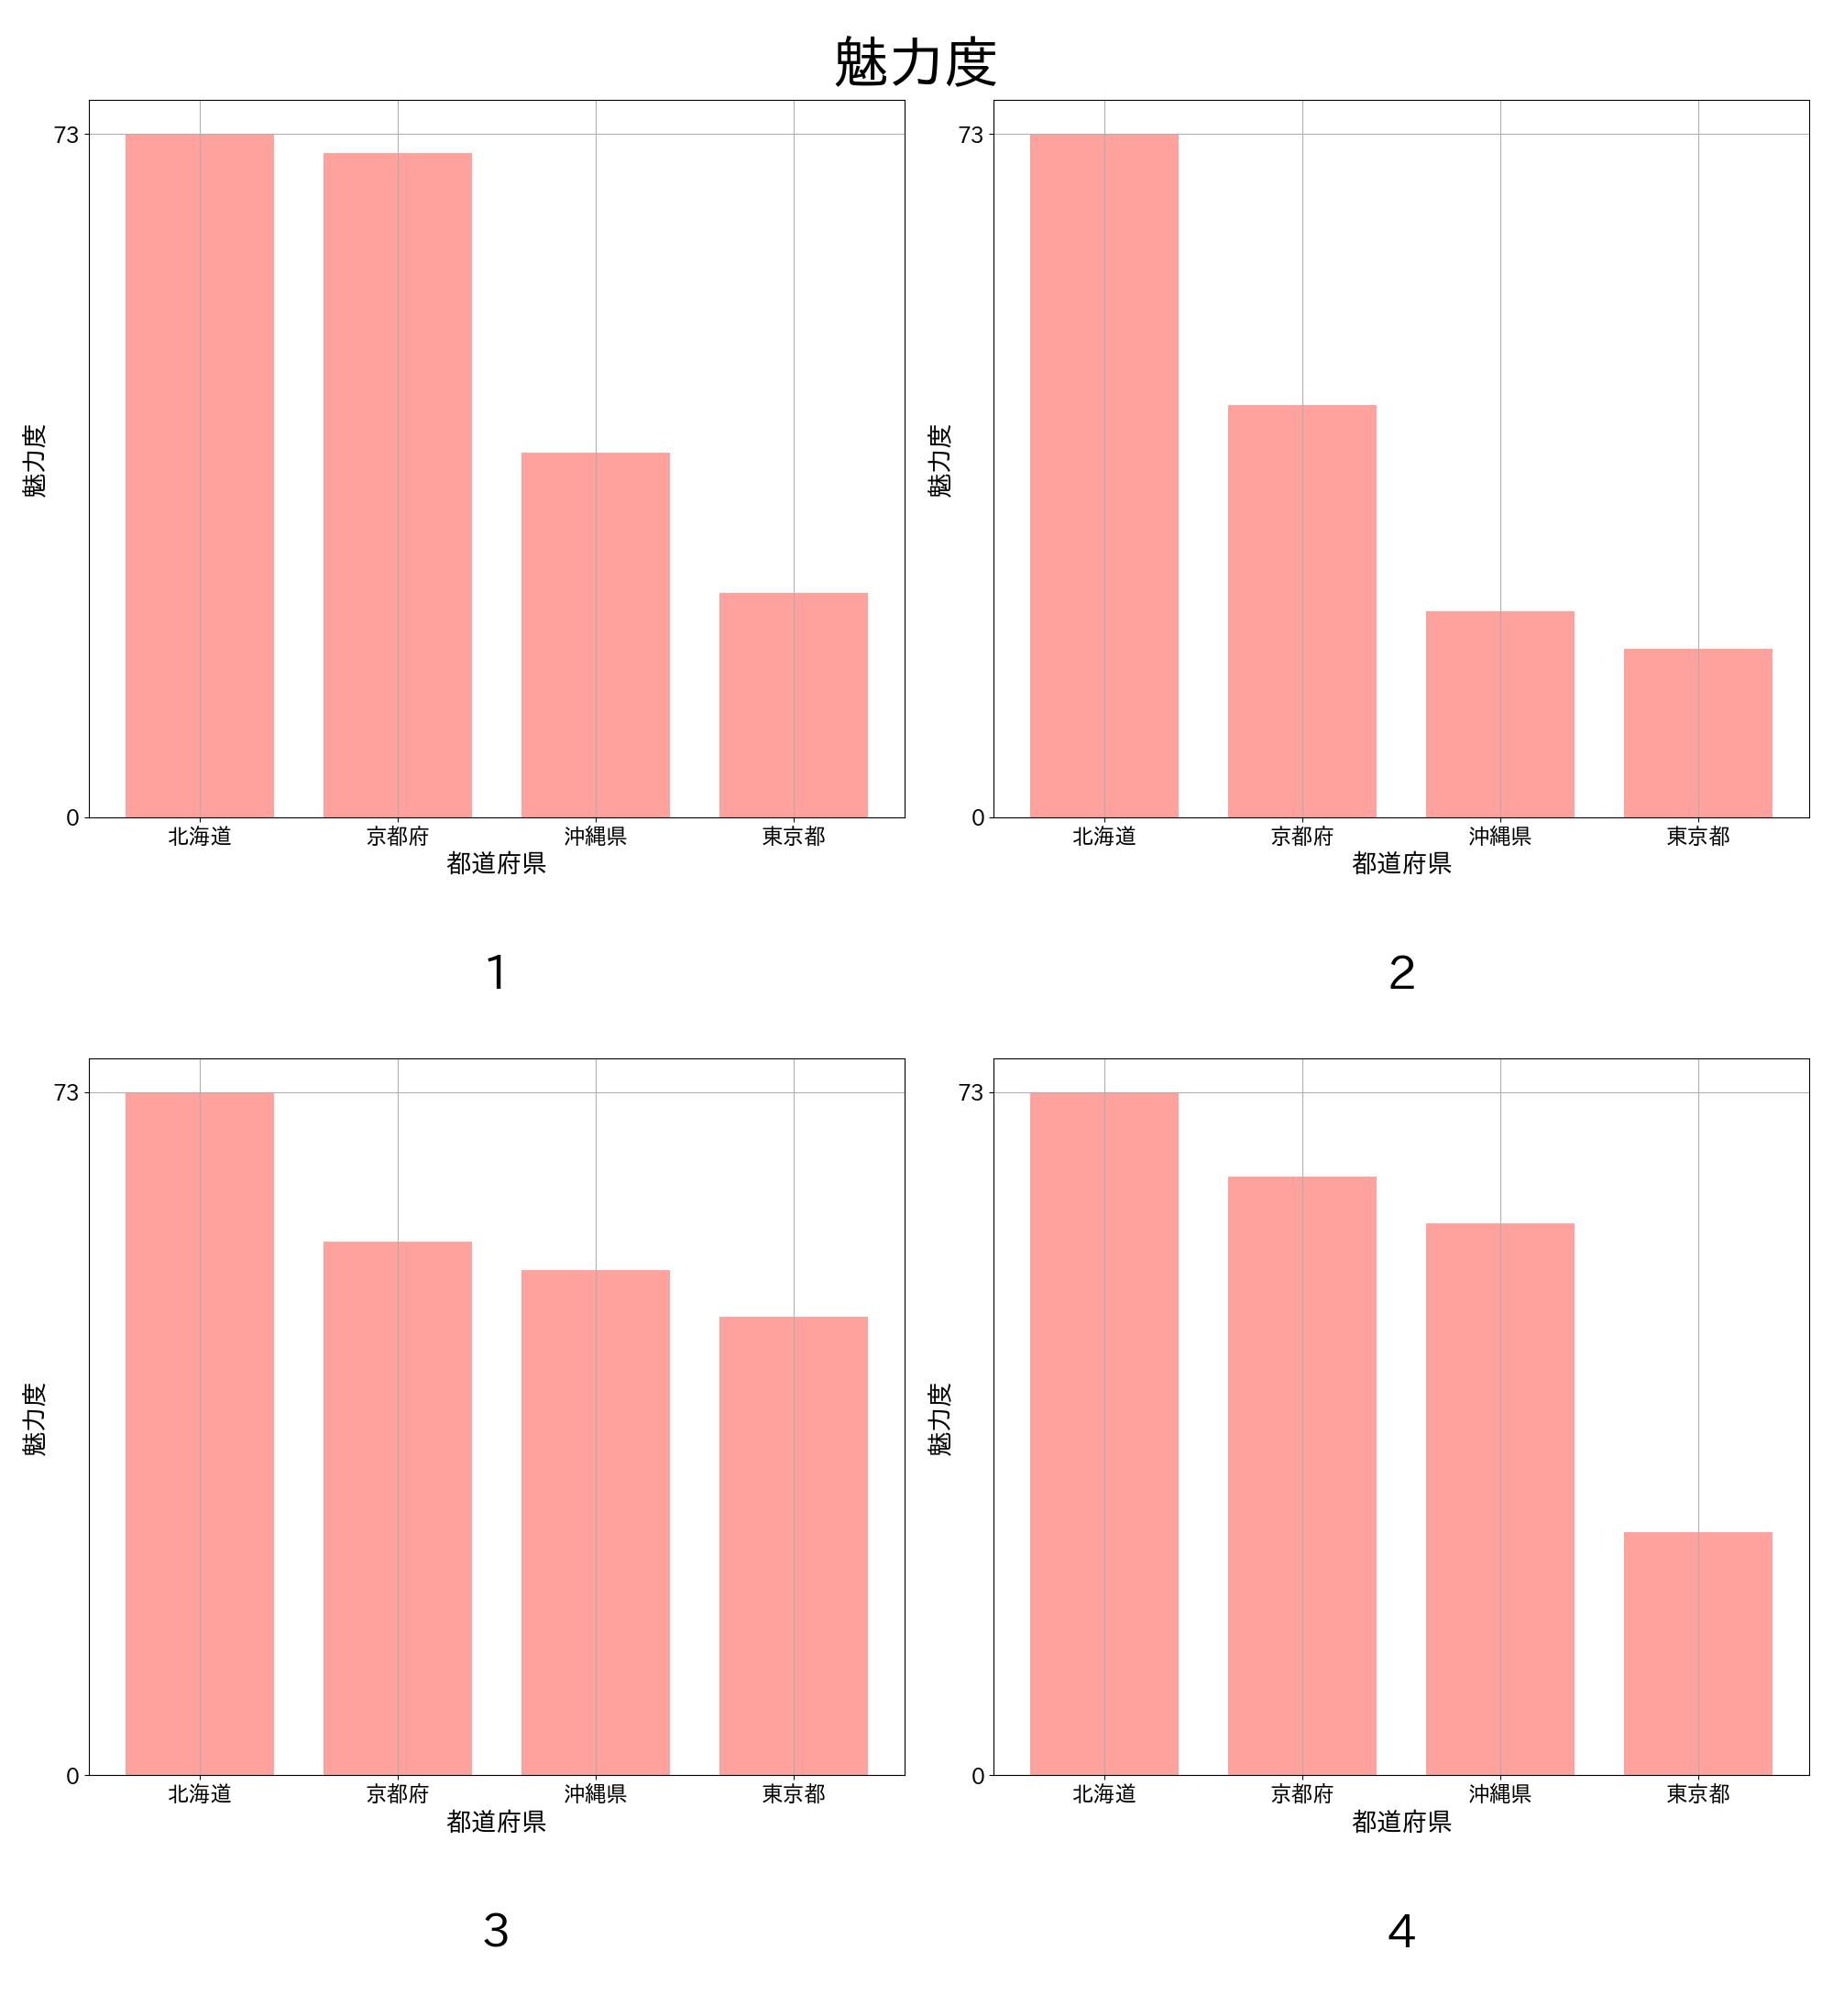 魅力度
73
魅力度
0
北海道 京都府 沖縄県 東京都
都道府県
1
73
魅力度
0
北海道 京都府 沖縄県 東京都
都道府県
2
73
魅力度
0
北海道 京都府 沖縄県 東京都
都道府県
3
73
魅力度
0
北海道 京都府 沖縄県 東京都
都道府県
4